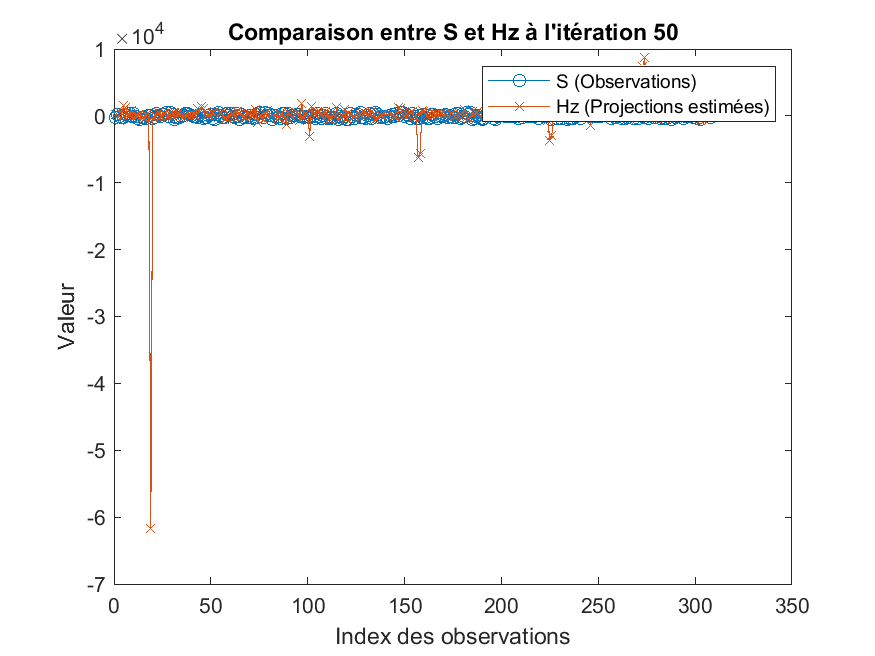 Comparaison entre S et Hz à l'itération 50
×10⁴
S (Observations)
Hz (Projections estimées)
1
0
-1
-2
-3
-4
-5
-6
-7
Valeur
0 50 100 150 200 250 300 350
Index des observations